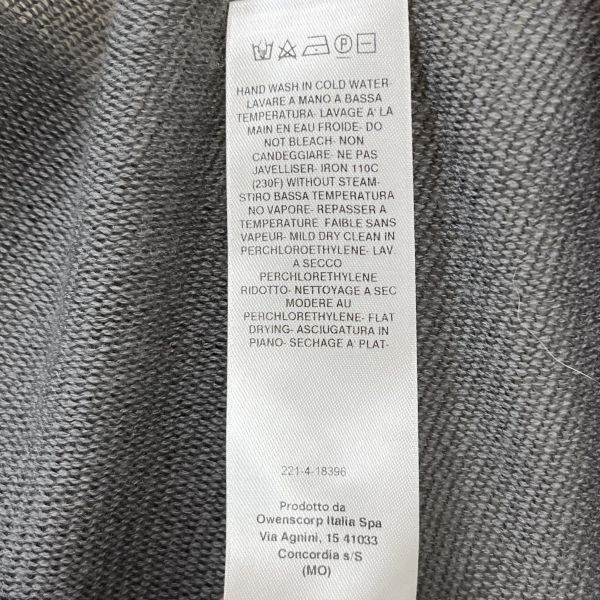 HAND WASH IN COLD WATER-
LAVARE A MANO A BASSA
TEMPERATURA- LAVAGE A' LA
MAIN EN EAU FROIDE- DO
NOT BLEACH- NON
CANDEGGIARE- NE PAS
JAVELLISER- IRON 110C
(230F) WITHOUT STEAM-
STIRO BASSA TEMPERATURA
NO VAPORE- REPASSER A
TEMPERATURE FAIBLE SANS
VAPEUR- MILD DRY CLEAN IN
PERCHLOROETHYLENE- LAV.
A SECCO
PERCHLORETHYLENE
RIDOTTO- NETTOYAGE A SEC
MODERE AU
PERCHLORETHYLENE- FLAT
DRYING- ASCIUGATURA IN
PIANO- SECHAGE A' PLAT-
221-4-18396
Prodotto da
Owenscorp Italia Spa
Via Agnini, 15 41033
Concordia s/S
(MO)